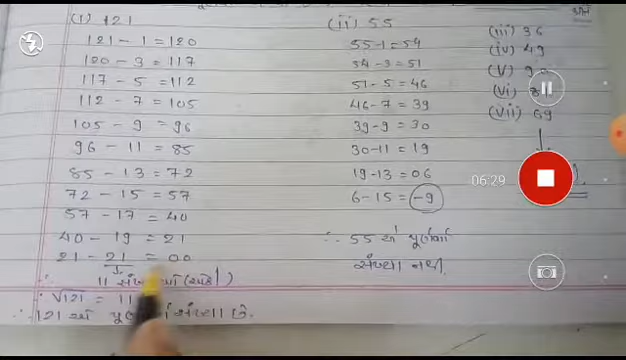 (i) 121
121 - 1 = 120
120 - 3 = 117
117 - 5 = 112
112 - 7 = 105
105 - 9 = 96
96 - 11 = 85
85 - 13 = 72
72 - 15 = 57
57 - 17 = 40
40 - 19 = 21
21 - 21 = 00
∴ √121 = 11
∴ 121 એ પૂર્ણવર્ગ સંખ્યા છે.
(ii) 55
55-1 = 54
54-3 = 51
51-5 = 46
46-7 = 39
39-9 = 30
30-11 = 19
19-13 = 06
6-15 = -9
∴ 55 એ પૂર્ણવર્ગ
સંખ્યા નથી
(iii) 36
(iv) 49
(v) 9
(vi)
(vii) 69
06:29